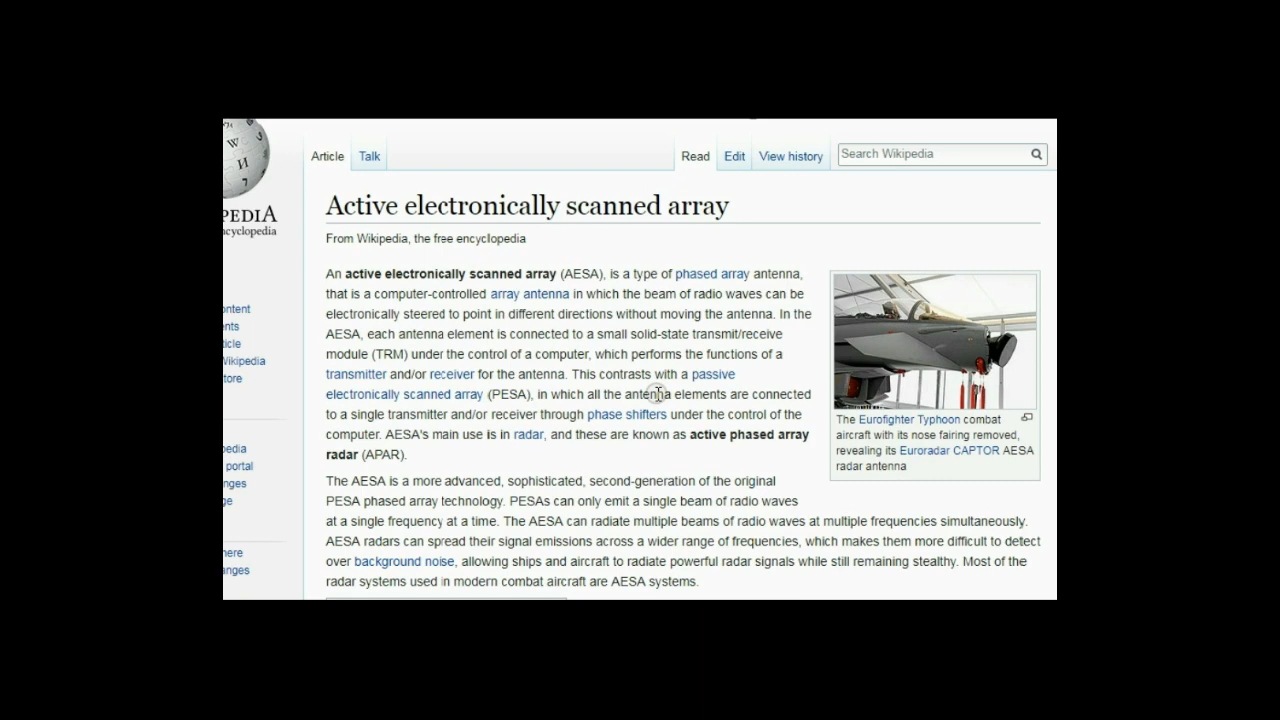 W
И
PEDIA
cyclopedia
Article Talk Read Edit View history Search Wikipedia
Active electronically scanned array
From Wikipedia, the free encyclopedia
An active electronically scanned array (AESA), is a type of phased array antenna,
that is a computer-controlled array antenna in which the beam of radio waves can be
electronically steered to point in different directions without moving the antenna. In the
AESA, each antenna element is connected to a small solid-state transmit/receive
module (TRM) under the control of a computer, which performs the functions of a
transmitter and/or receiver for the antenna. This contrasts with a passive
electronically scanned array (PESA), in which all the antenna elements are connected
to a single transmitter and/or receiver through phase shifters under the control of the
computer. AESA's main use is in radar, and these are known as active phased array
radar (APAR).
The AESA is a more advanced, sophisticated, second-generation of the original
PESA phased array technology. PESAs can only emit a single beam of radio waves
at a single frequency at a time. The AESA can radiate multiple beams of radio waves at multiple frequencies simultaneously.
AESA radars can spread their signal emissions across a wider range of frequencies, which makes them more difficult to detect
over background noise, allowing ships and aircraft to radiate powerful radar signals while still remaining stealthy. Most of the
radar systems used in modern combat aircraft are AESA systems.
The Eurofighter Typhoon combat
aircraft with its nose fairing removed,
revealing its Euroradar CAPTOR AESA
radar antenna
ontent
nts
ticle
Wikipedia
tore
pedia
portal
nges
ge
here
anges